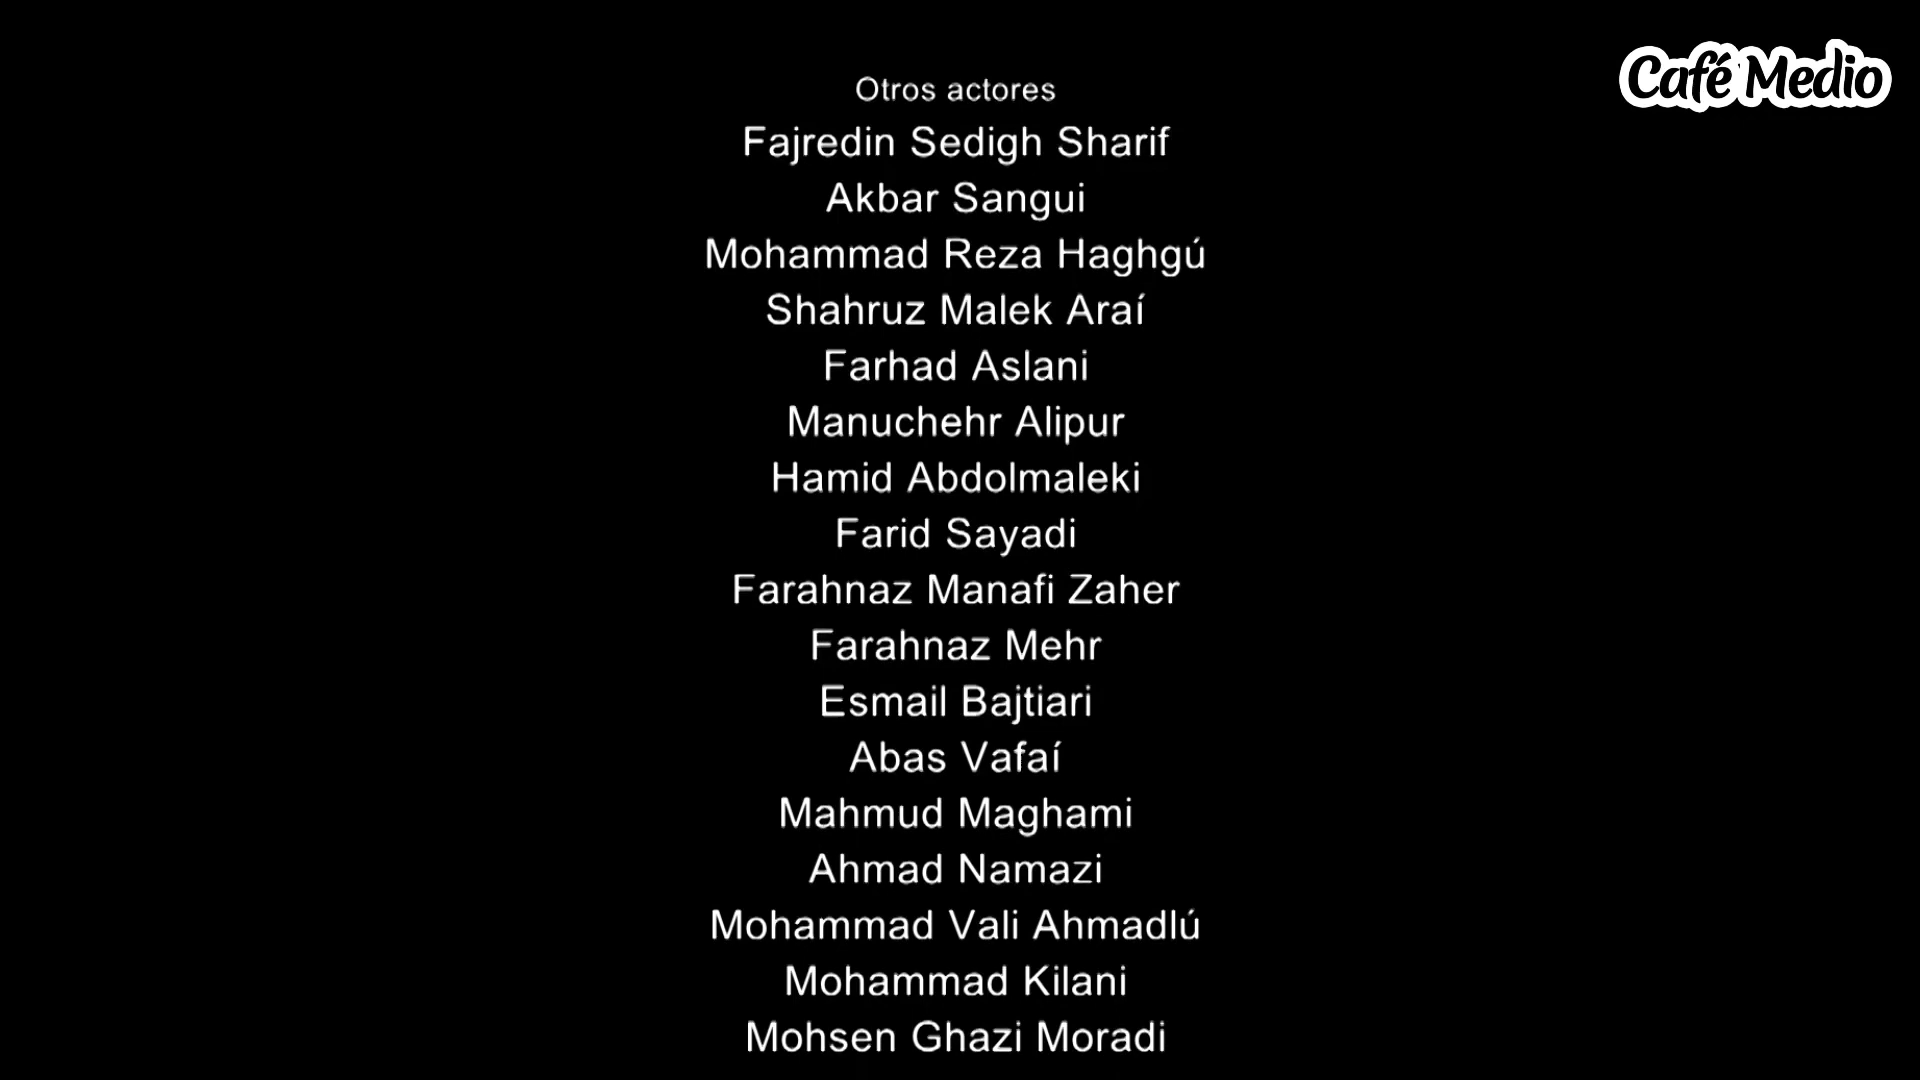 Café Medio
Otros actores
Fajredin Sedigh Sharif
Akbar Sangui
Mohammad Reza Haghgú
Shahruz Malek Araí
Farhad Aslani
Manuchehr Alipur
Hamid Abdolmaleki
Farid Sayadi
Farahnaz Manafi Zaher
Farahnaz Mehr
Esmail Bajtiari
Abas Vafaí
Mahmud Maghami
Ahmad Namazi
Mohammad Vali Ahmadlú
Mohammad Kilani
Mohsen Ghazi Moradi